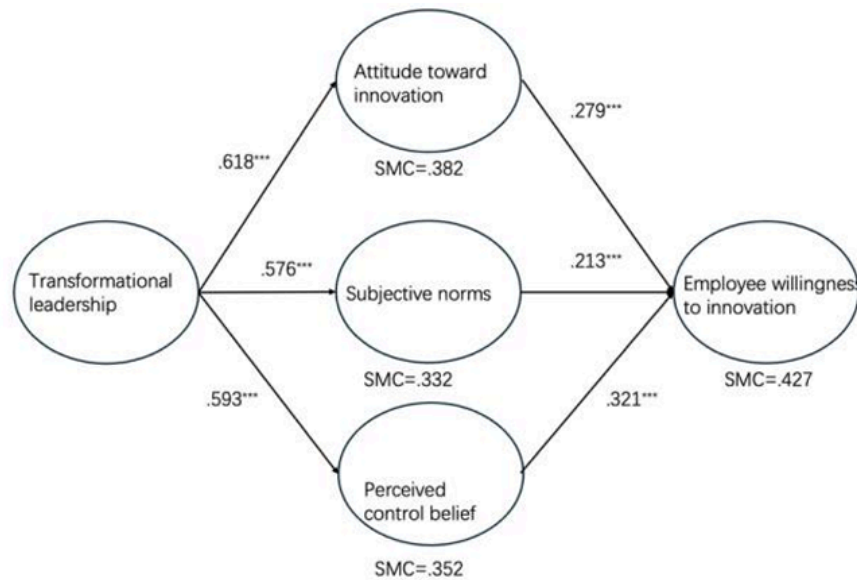 Attitude toward
innovation
.279***
.618***
SMC=.382
Transformational
leadership
.576***
Subjective norms
.213***
Employee willingness
to innovation
SMC=.332
SMC=.427
.593***
.321***
Perceived
control belief
SMC=.352